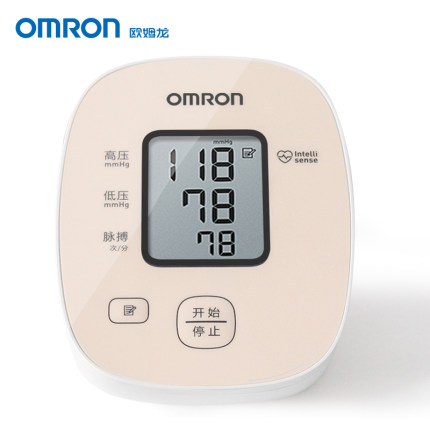 OMRON 欧姆龙
OMRON
mmHg
高压
mmHg
118
Intelli
sense
低压
mmHg
78
脉搏
次/分
78
开始
停止